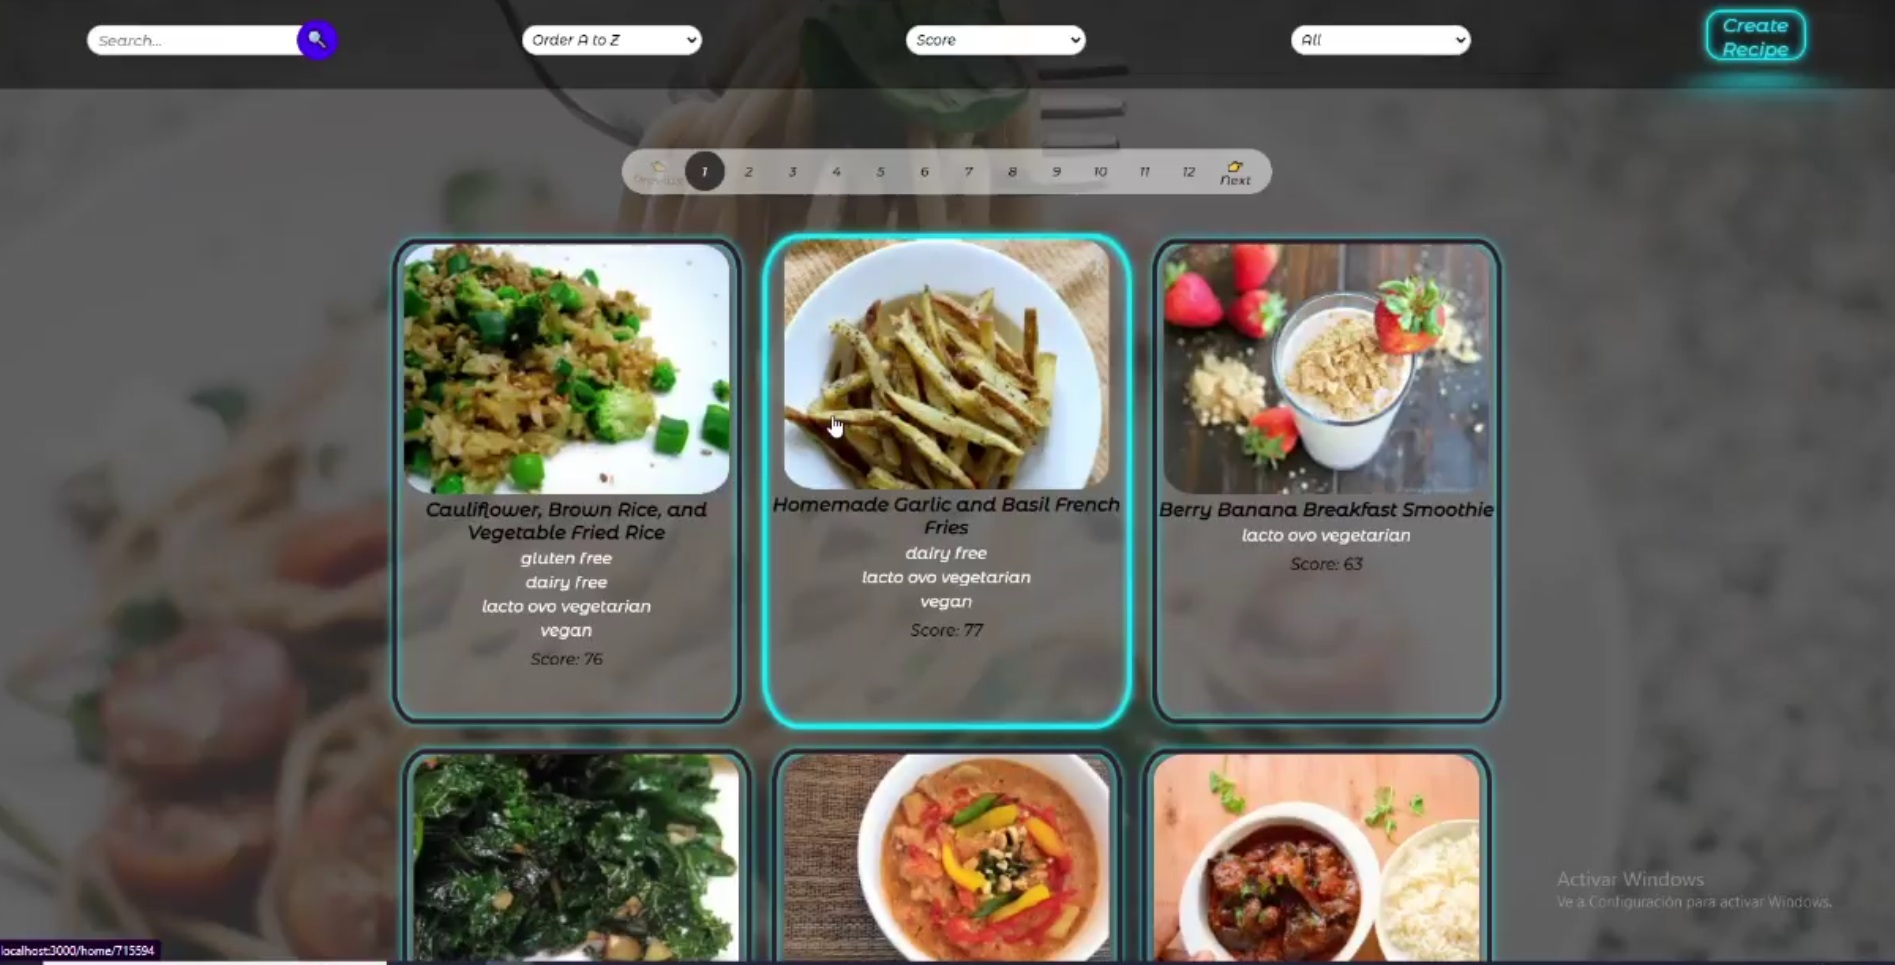 Search...
Order A to Z
Score
All
Create
Recipe
1 2 3 4 5 6 7 8 9 10 11 12
Next
Cauliflower, Brown Rice, and
Vegetable Fried Rice
gluten free
dairy free
lacto ovo vegetarian
vegan
Score: 76
Homemade Garlic and Basil French
Fries
dairy free
lacto ovo vegetarian
vegan
Score: 77
Berry Banana Breakfast Smoothie
lacto ovo vegetarian
Score: 63
Activar Windows
Ve a Configuración para activar Windows.
localhost:3000/home/715594